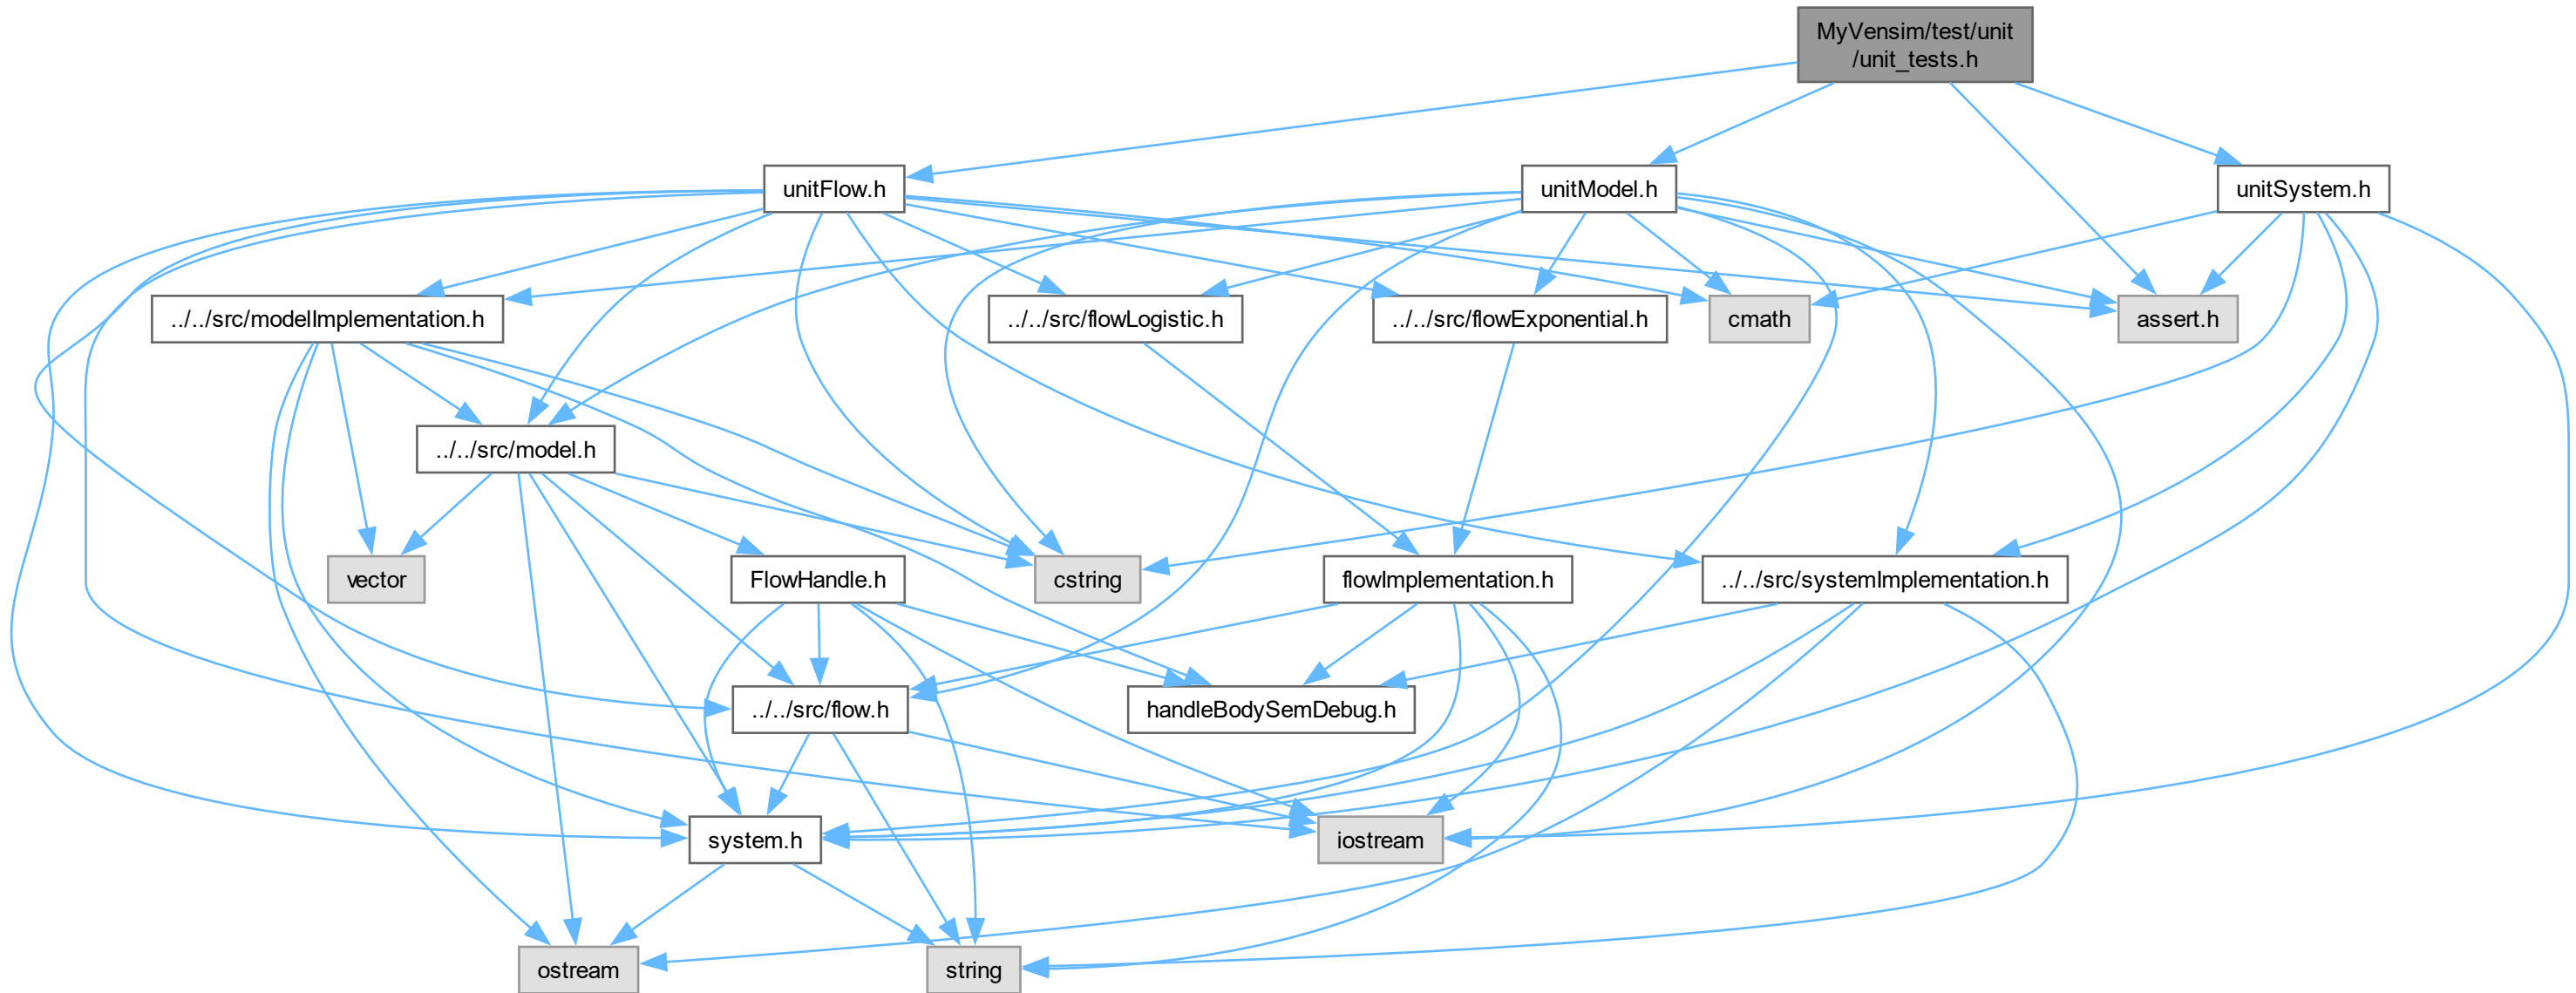 MyVensim/test/unit
/unit_tests.h
unitFlow.h
unitModel.h
unitSystem.h
../../src/modelImplementation.h
../../src/flowLogistic.h
../../src/flowExponential.h
cmath
assert.h
../../src/model.h
vector
FlowHandle.h
cstring
flowImplementation.h
../../src/systemImplementation.h
../../src/flow.h
handleBodySemDebug.h
system.h
iostream
ostream
string